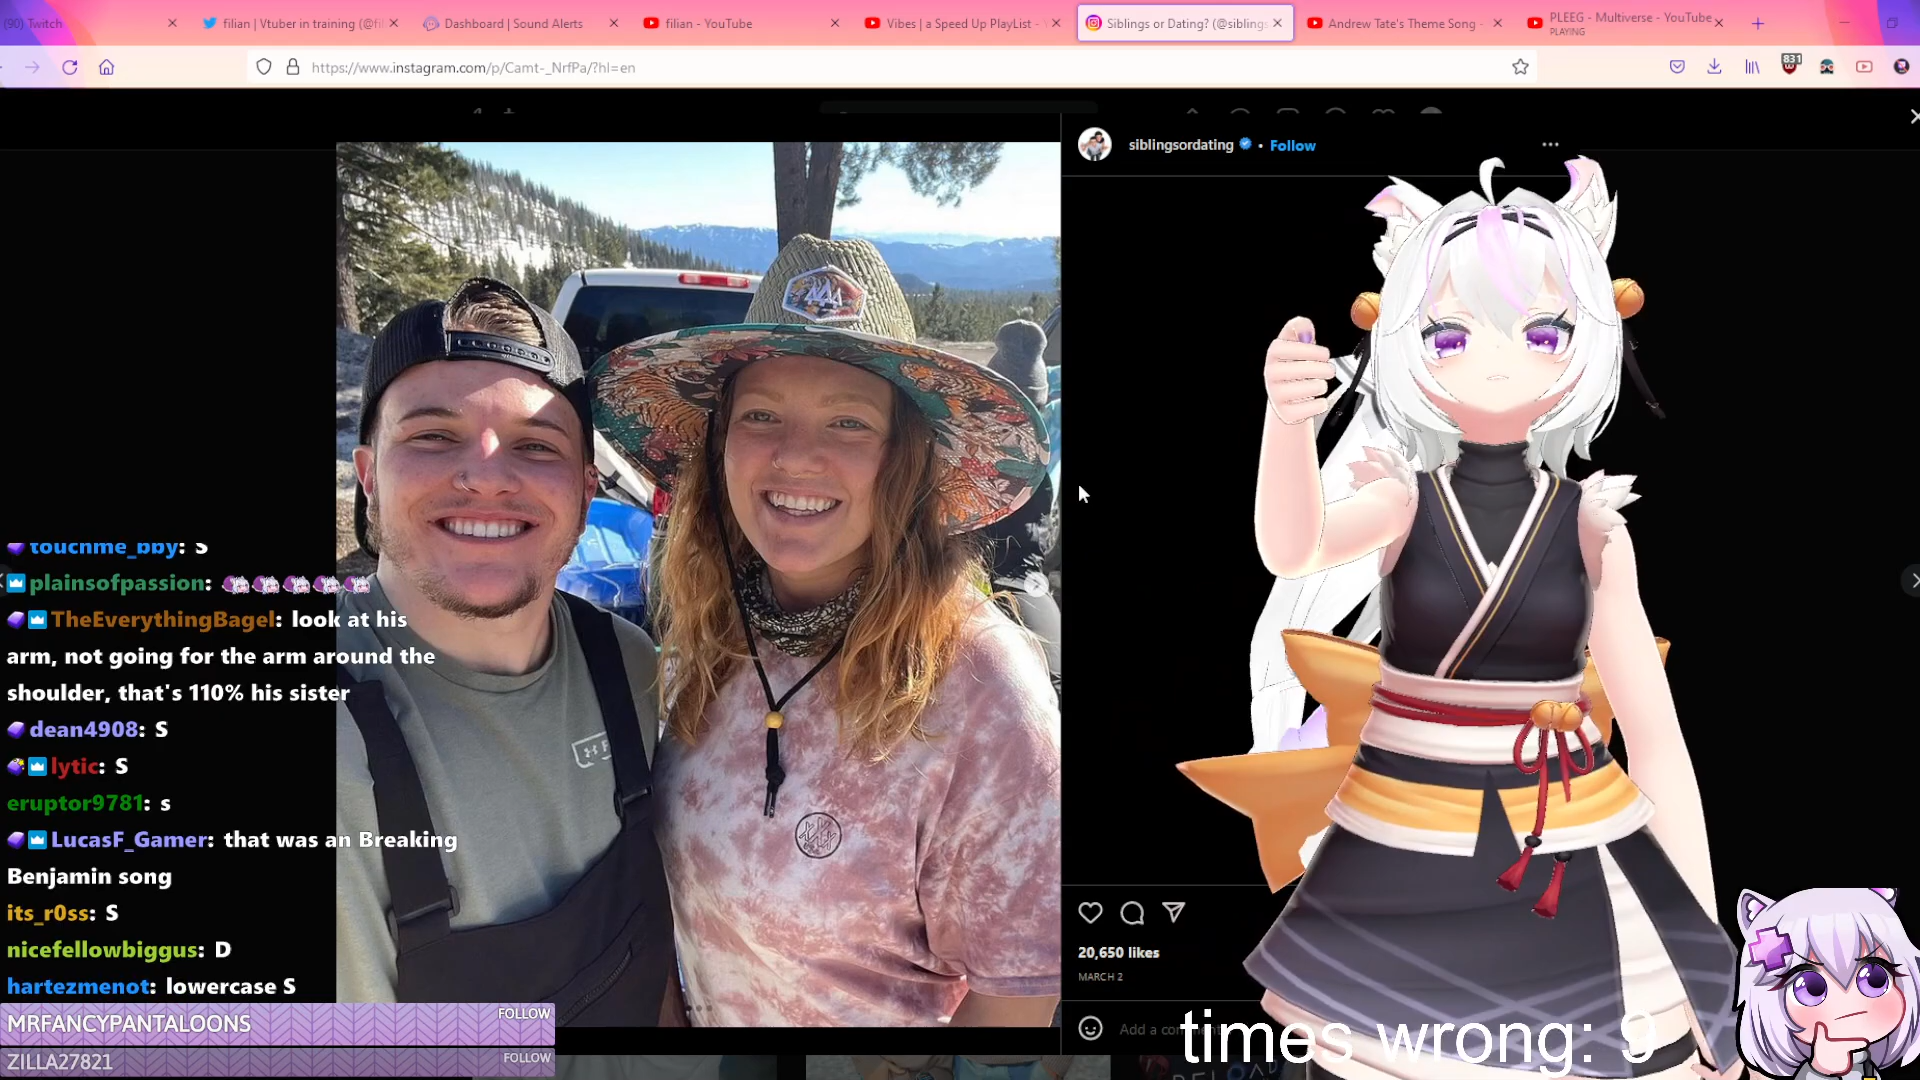 (90) Twitch
filian | Vtuber in training (@fil
Dashboard | Sound Alerts
filian - YouTube
Vibes | a Speed Up PlayList -
Siblings or Dating? (@siblings
Andrew Tate's Theme Song -
PLEEG - Multiverse - YouTube
PLAYING
https://www.instagram.com/p/Camt-_NrfPa/?hl=en
831
siblingsordating • Follow
touchme_bby: S
plainsofpassion:
TheEverythingBagel: look at his
arm, not going for the arm around the
shoulder, that's 110% his sister
dean4908: S
lytic: S
eruptor9781: s
LucasF_Gamer: that was an Breaking
Benjamin song
its_r0ss: S
nicefellowbiggus: D
hartezmenot: lowercase S
MRFANCYPANTALOONS FOLLOW
ZILLA27821 FOLLOW
20,650 likes
MARCH 2
Add a
times wrong: 9